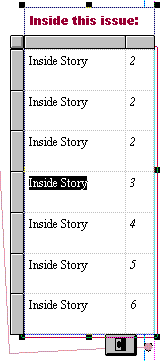 Inside this issue:
Inside Story 2
Inside Story 2
Inside Story 2
Inside Story 3
Inside Story 4
Inside Story 5
Inside Story 6